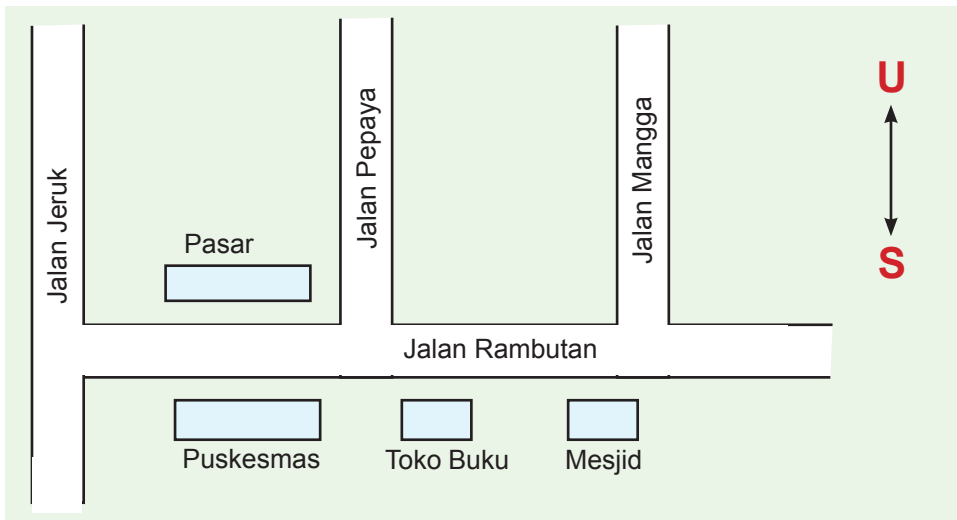 U
Jalan Jeruk
Jalan Pepaya
Jalan Mangga
Pasar
S
Jalan Rambutan
Puskesmas
Toko Buku
Mesjid